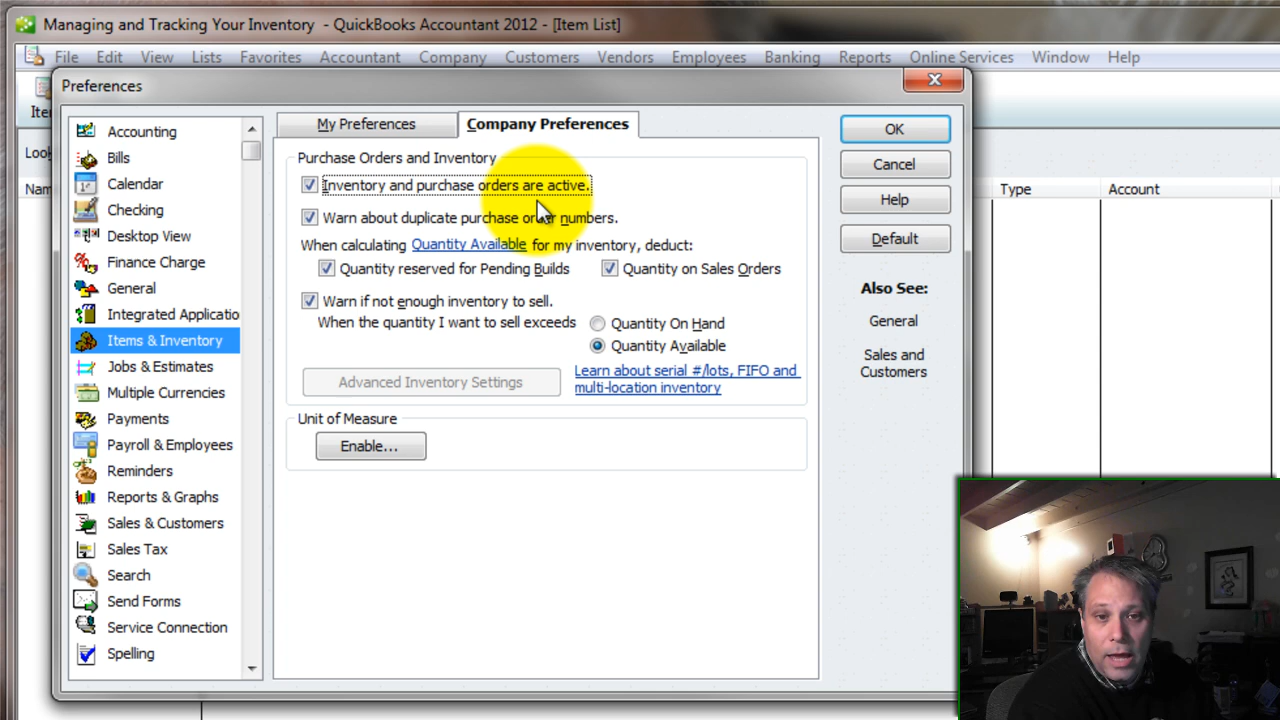 Managing and Tracking Your Inventory - QuickBooks Accountant 2012 - [Item List]
File Edit View Lists Favorites Accountant Company Customers Vendors Employees Banking Reports Online Services Window Help
Preferences
Accounting
Bills
Calendar
Checking
Desktop View
Finance Charge
General
Integrated Applicatio
Items & Inventory
Jobs & Estimates
Multiple Currencies
Payments
Payroll & Employees
Reminders
Reports & Graphs
Sales & Customers
Sales Tax
Search
Send Forms
Service Connection
Spelling
My Preferences
Company Preferences
Purchase Orders and Inventory
Inventory and purchase orders are active.
Warn about duplicate purchase order numbers.
When calculating Quantity Available for my inventory, deduct:
Quantity reserved for Pending Builds
Quantity on Sales Orders
Warn if not enough inventory to sell.
When the quantity I want to sell exceeds
Quantity On Hand
Quantity Available
Advanced Inventory Settings
Learn about serial #/lots, FIFO and
multi-location inventory
Unit of Measure
Enable...
OK
Cancel
Help
Default
Also See:
General
Sales and
Customers
Type
Account